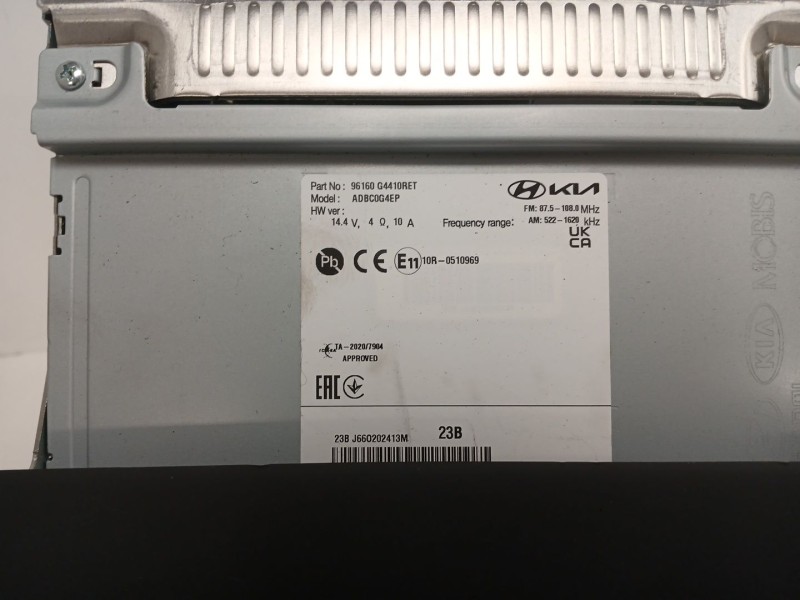 Part No : 96160 G4410RET
Model : ADBC0G4EP
HW ver :
14.4 V, 4 Ω, 10 A
KIA
FM: 87.5-108.0 MHz
Frequency range: AM: 522-1620 kHz
UK
CA
Pb CE E11 10R-0510969
TA-2020/7904
APPROVED
EAC
23B J660202413M 23B
KIA MOBIS